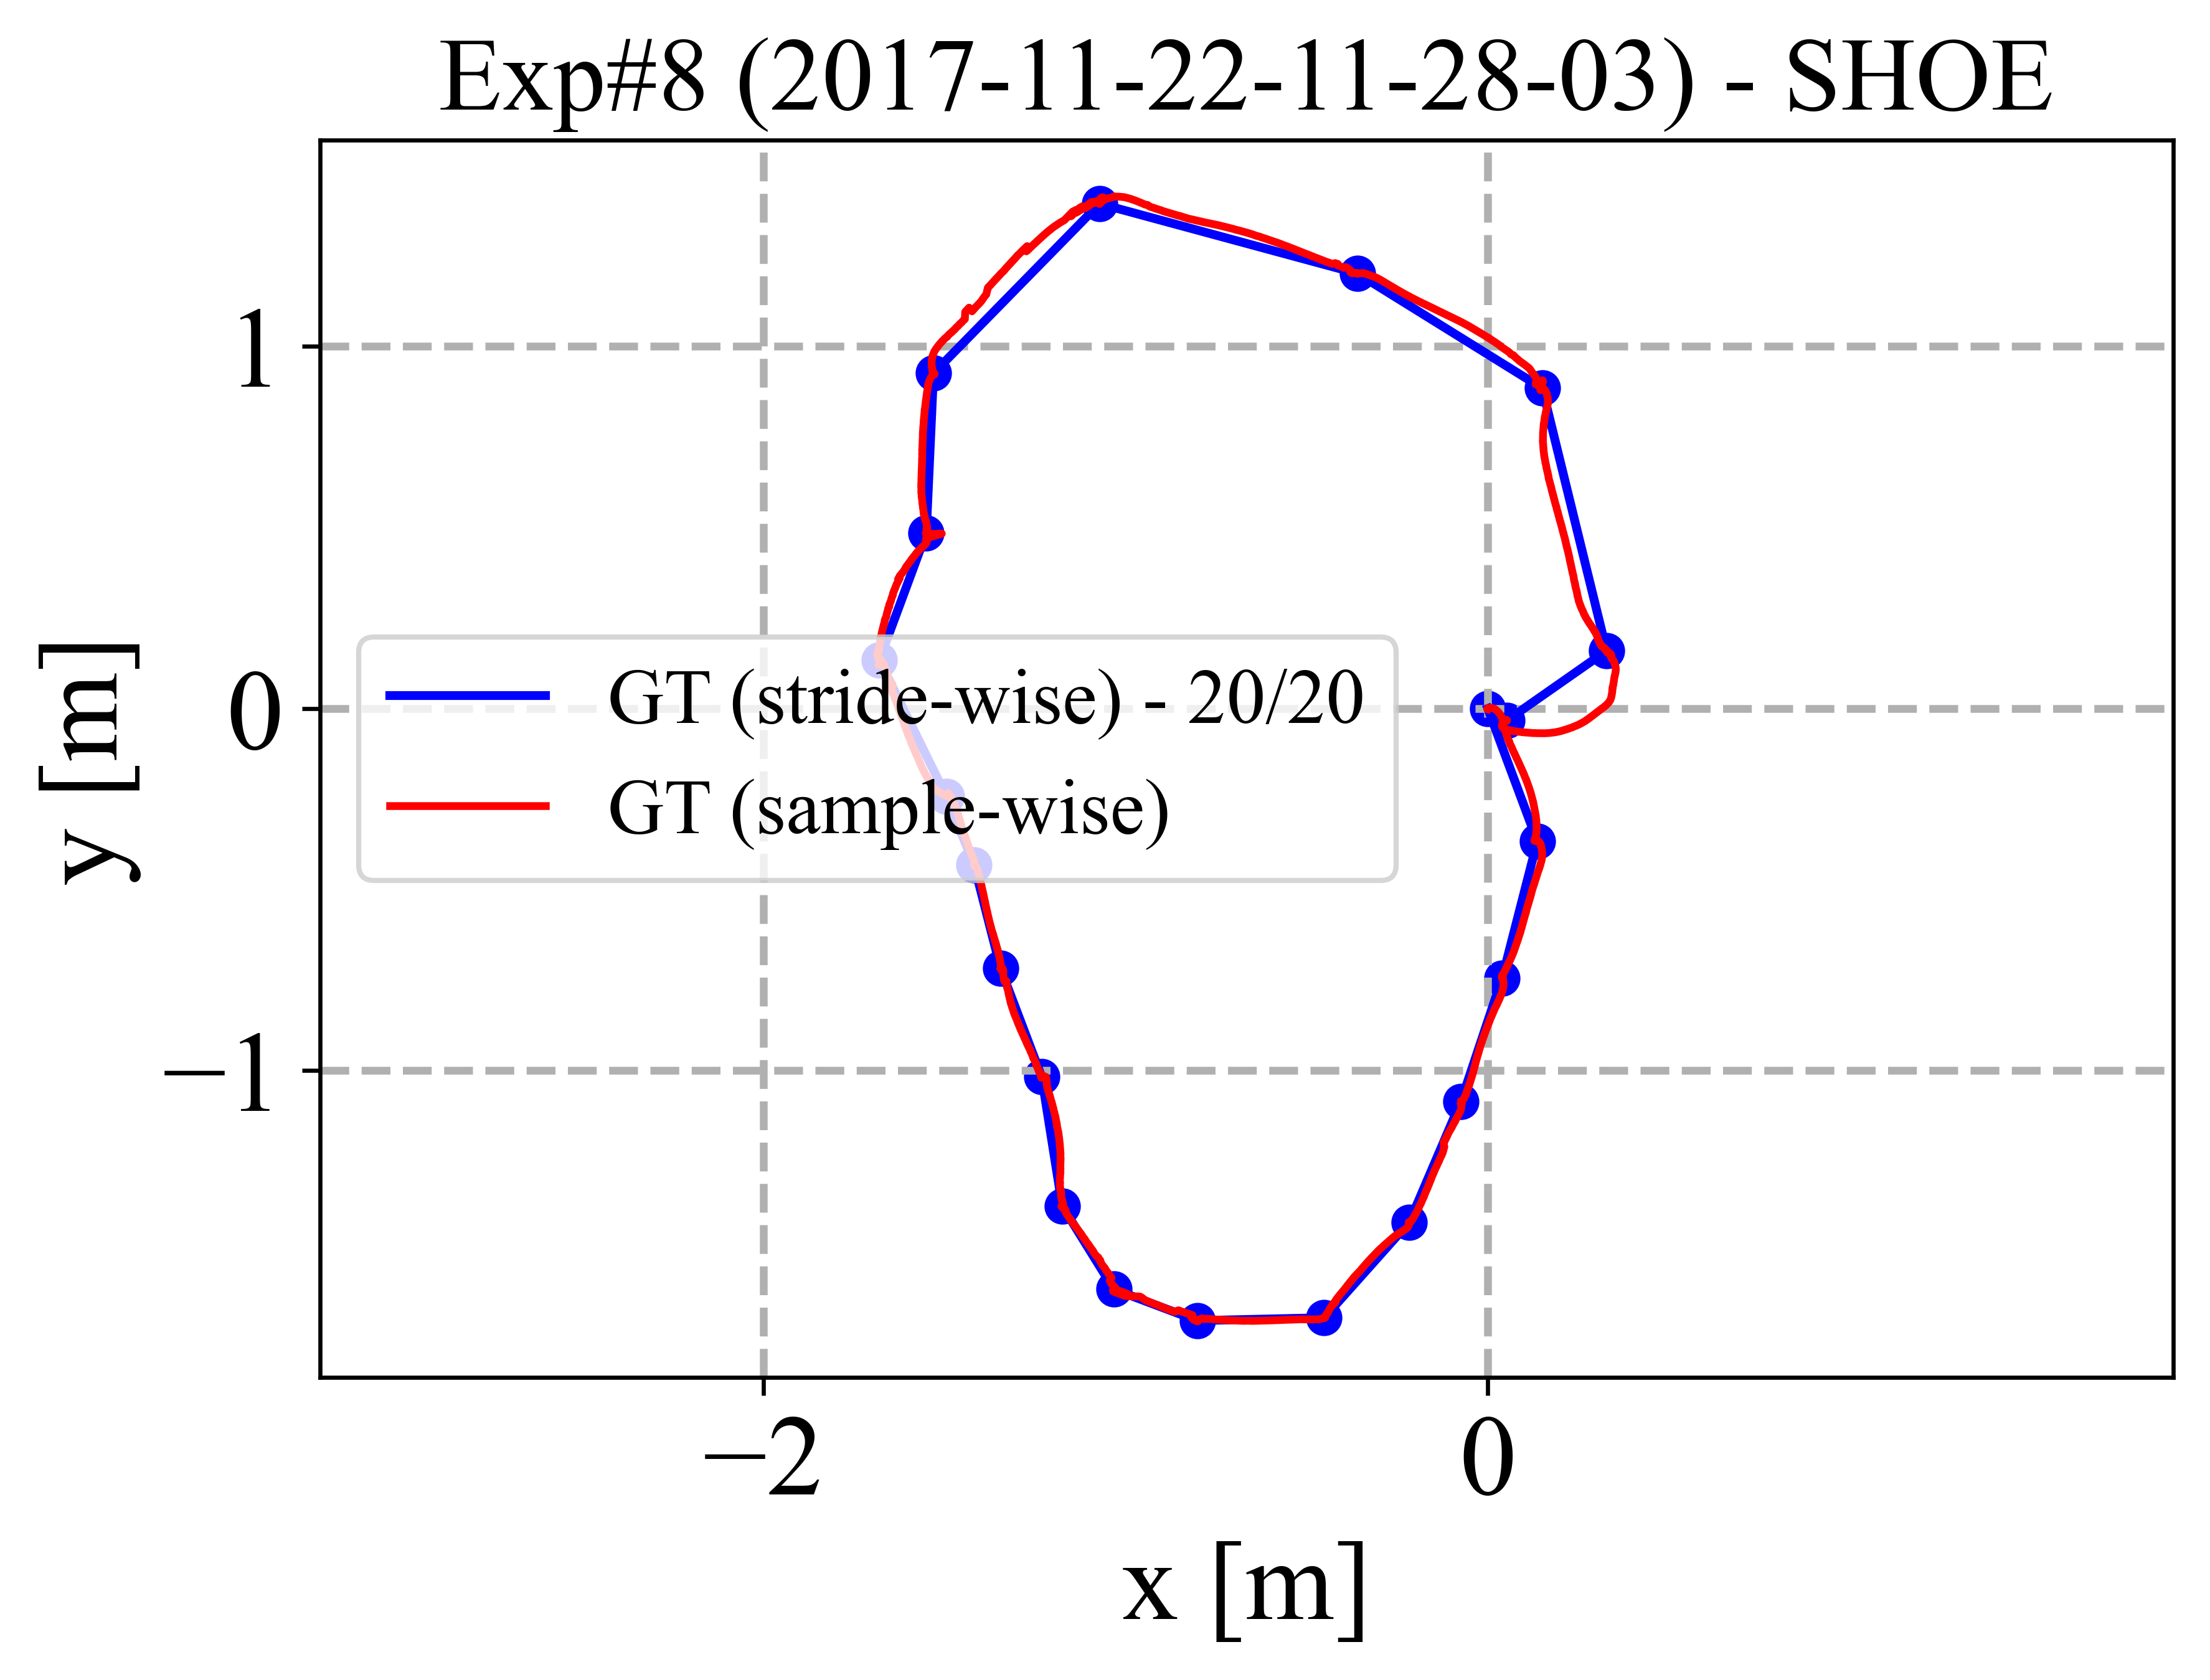 Exp#8 (2017-11-22-11-28-03) - SHOE
1
0
−1
y [m]
GT (stride-wise) - 20/20
GT (sample-wise)
−2
0
x [m]